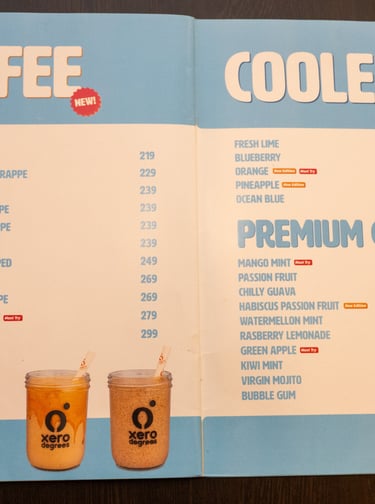 FEE
NEW!
219
RAPPE 229
239
PE 239
PE 239
239
PED 249
269
PE 269
Must Try 279
299
xero
degrees
xero
degrees
COOLE
FRESH LIME
BLUEBERRY
ORANGE New Edition Must Try
PINEAPPLE New Edition
OCEAN BLUE
PREMIUM C
MANGO MINT Must Try
PASSION FRUIT
CHILLY GUAVA
HABISCUS PASSION FRUIT New Edition
WATERMELON MINT
RASBERRY LEMONADE
GREEN APPLE Must Try
KIWI MINT
VIRGIN MOJITO
BUBBLE GUM